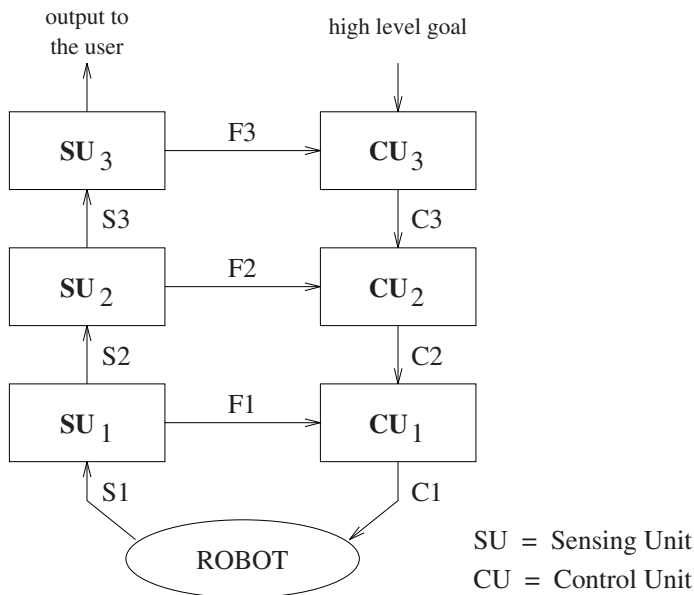 output to
the user
high level goal
SU3
F3
CU3
S3
C3
SU2
F2
CU2
S2
C2
SU1
F1
CU1
S1
C1
ROBOT
SU = Sensing Unit
CU = Control Unit